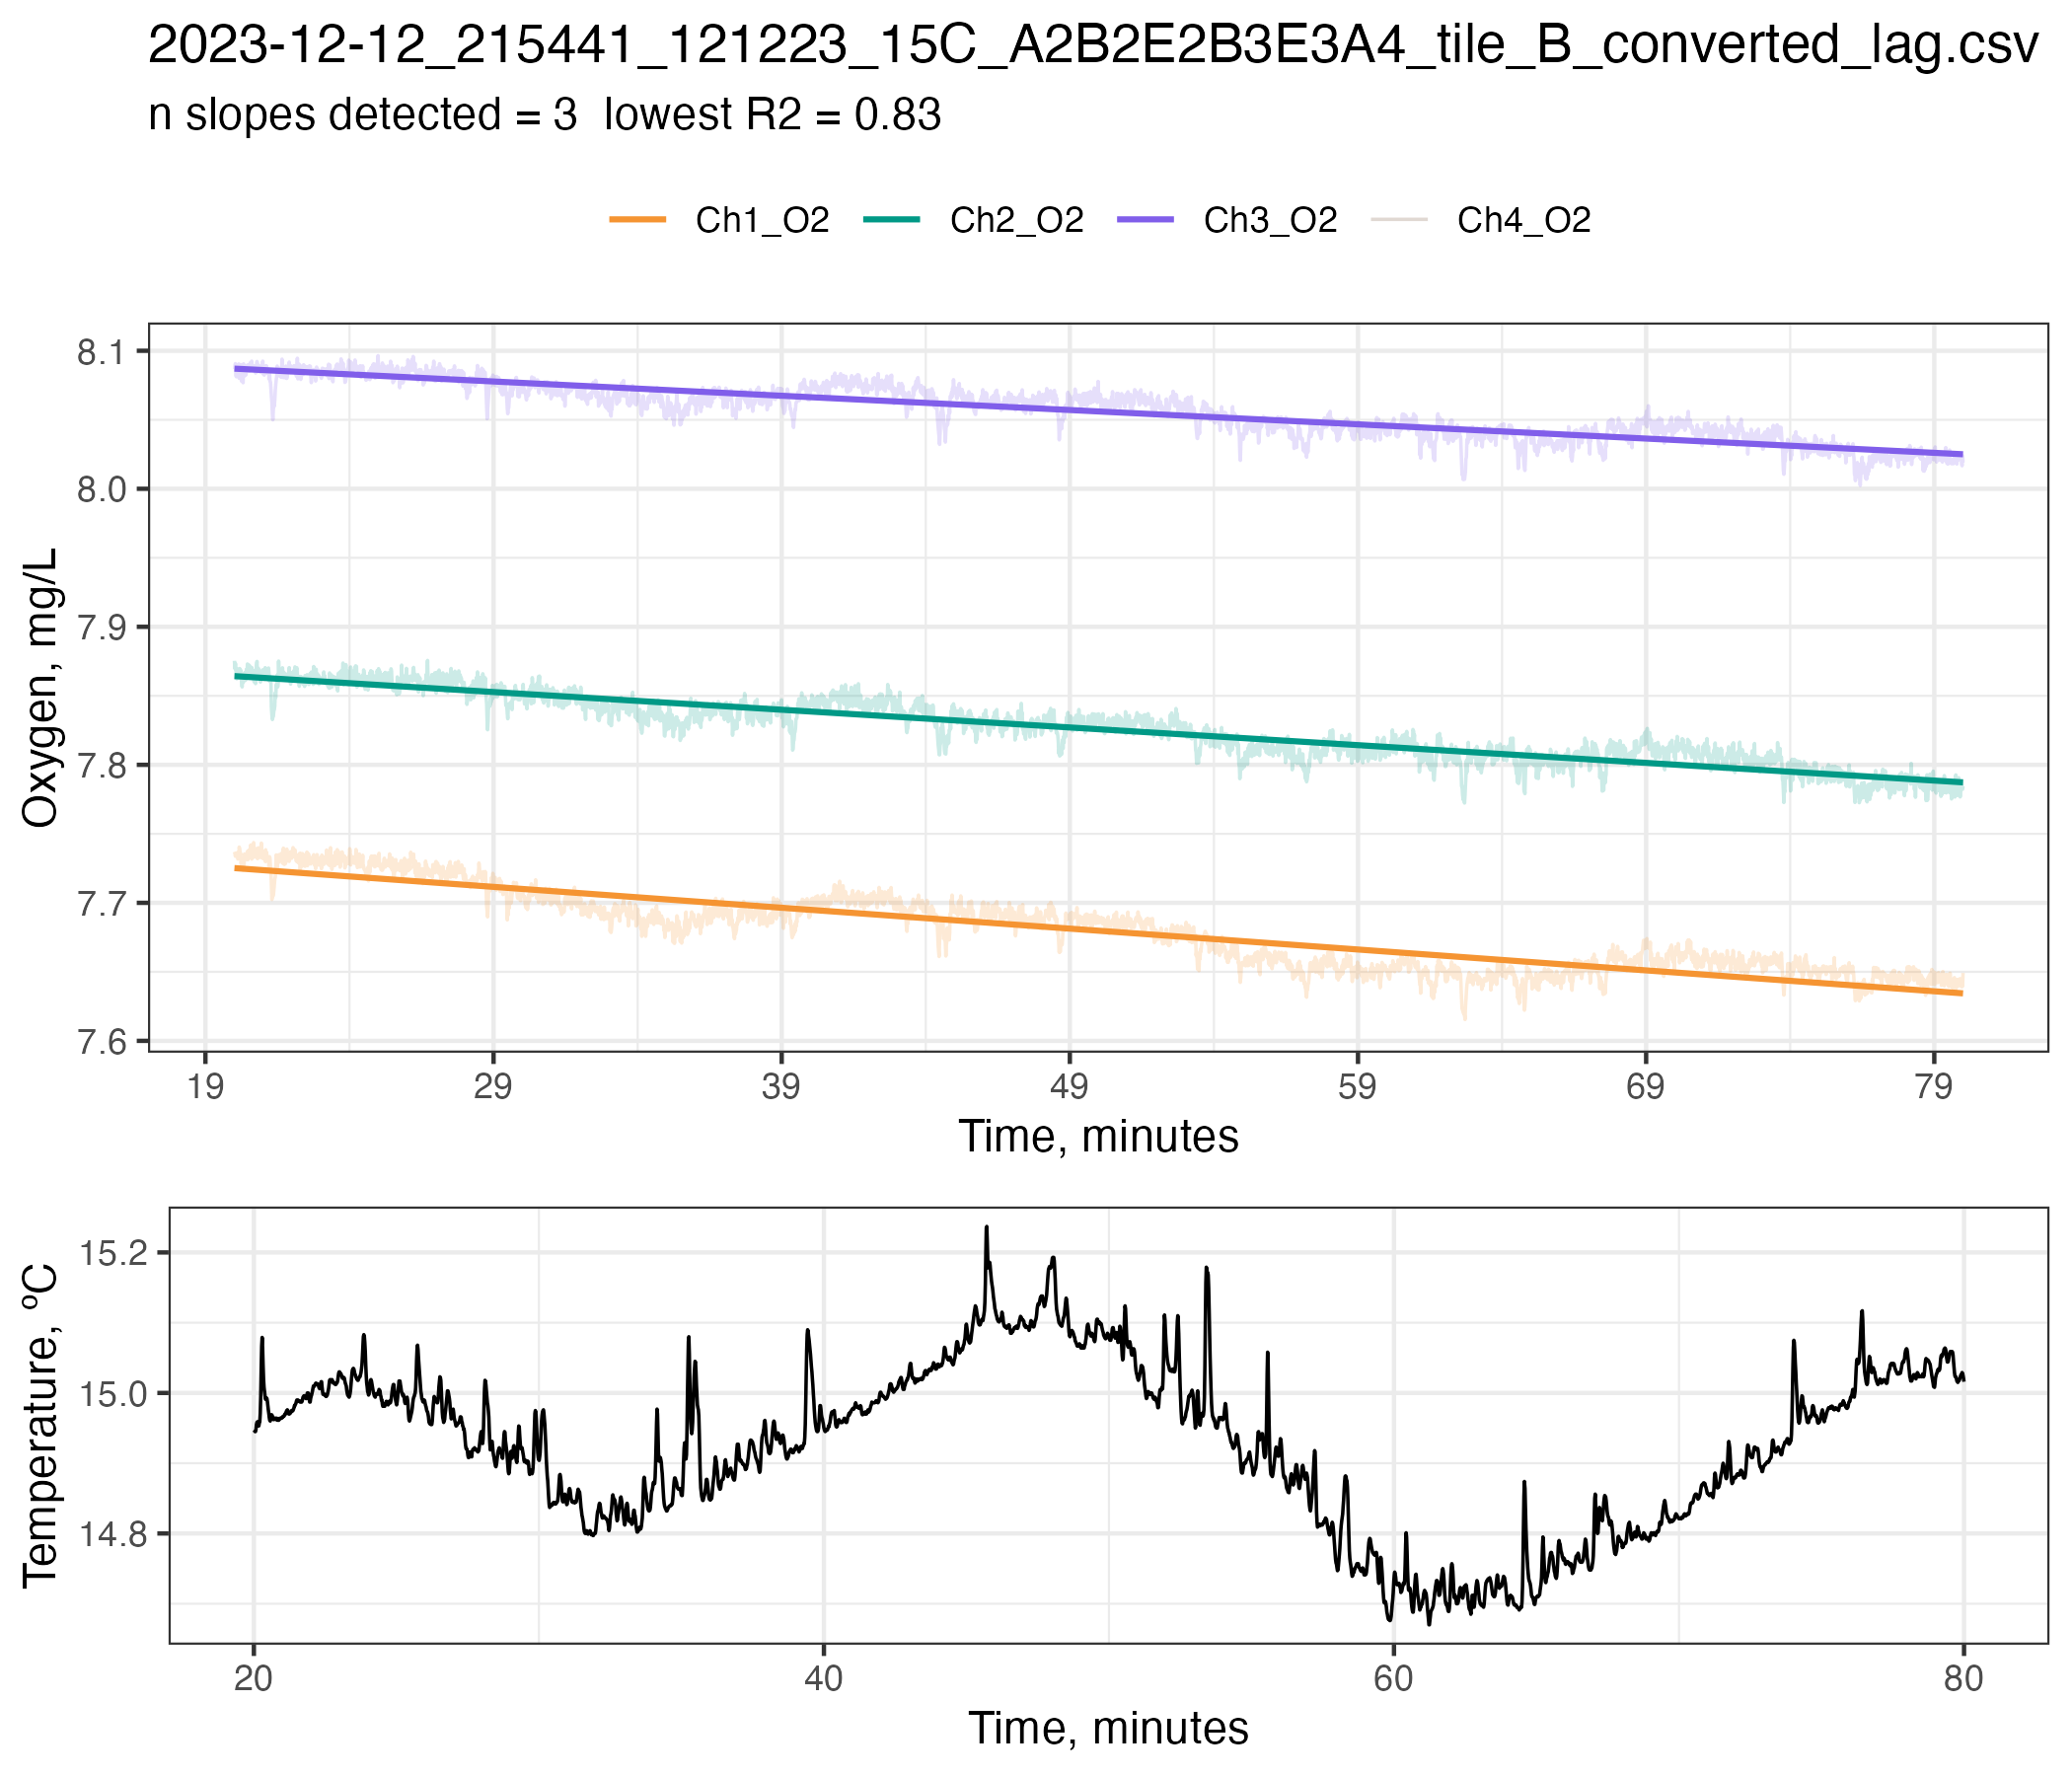 2023-12-12_215441_121223_15C_A2B2E2B3E3A4_tile_B_converted_lag.csv
n slopes detected = 3  lowest R2 = 0.83
Ch1_O2 Ch2_O2 Ch3_O2 Ch4_O2
Oxygen, mg/L
8.1
8.0
7.9
7.8
7.7
7.6
19 29 39 49 59 69 79
Time, minutes
Temperature, ºC
15.2
15.0
14.8
20 40 60 80
Time, minutes